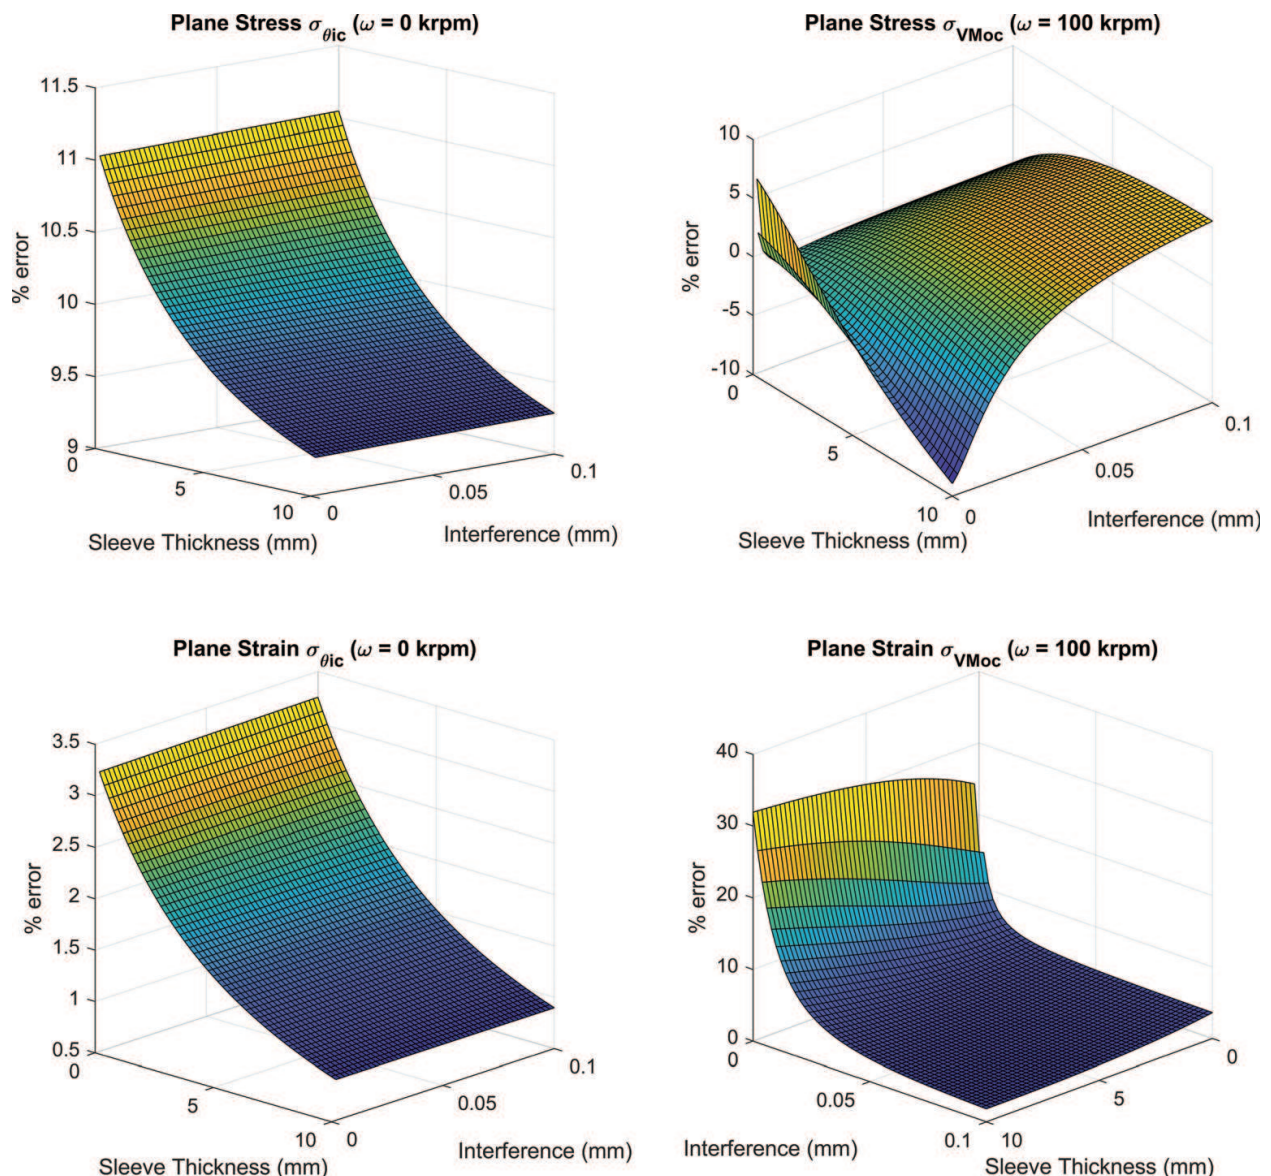 Plane Stress σθic (ω = 0 krpm)
11.5
11
10.5
10
9.5
9
% error
0
5
10
Sleeve Thickness (mm)
0
0.05
0.1
Interference (mm)
Plane Stress σVMoc (ω = 100 krpm)
10
5
0
-5
-10
% error
0
5
10
Sleeve Thickness (mm)
0
0.05
0.1
Interference (mm)
Plane Strain σθic (ω = 0 krpm)
3.5
3
2.5
2
1.5
1
0.5
% error
0
5
10
Sleeve Thickness (mm)
0
0.05
0.1
Interference (mm)
Plane Strain σVMoc (ω = 100 krpm)
40
30
20
10
0
% error
0
0.05
0.1
Interference (mm)
10
5
0
Sleeve Thickness (mm)